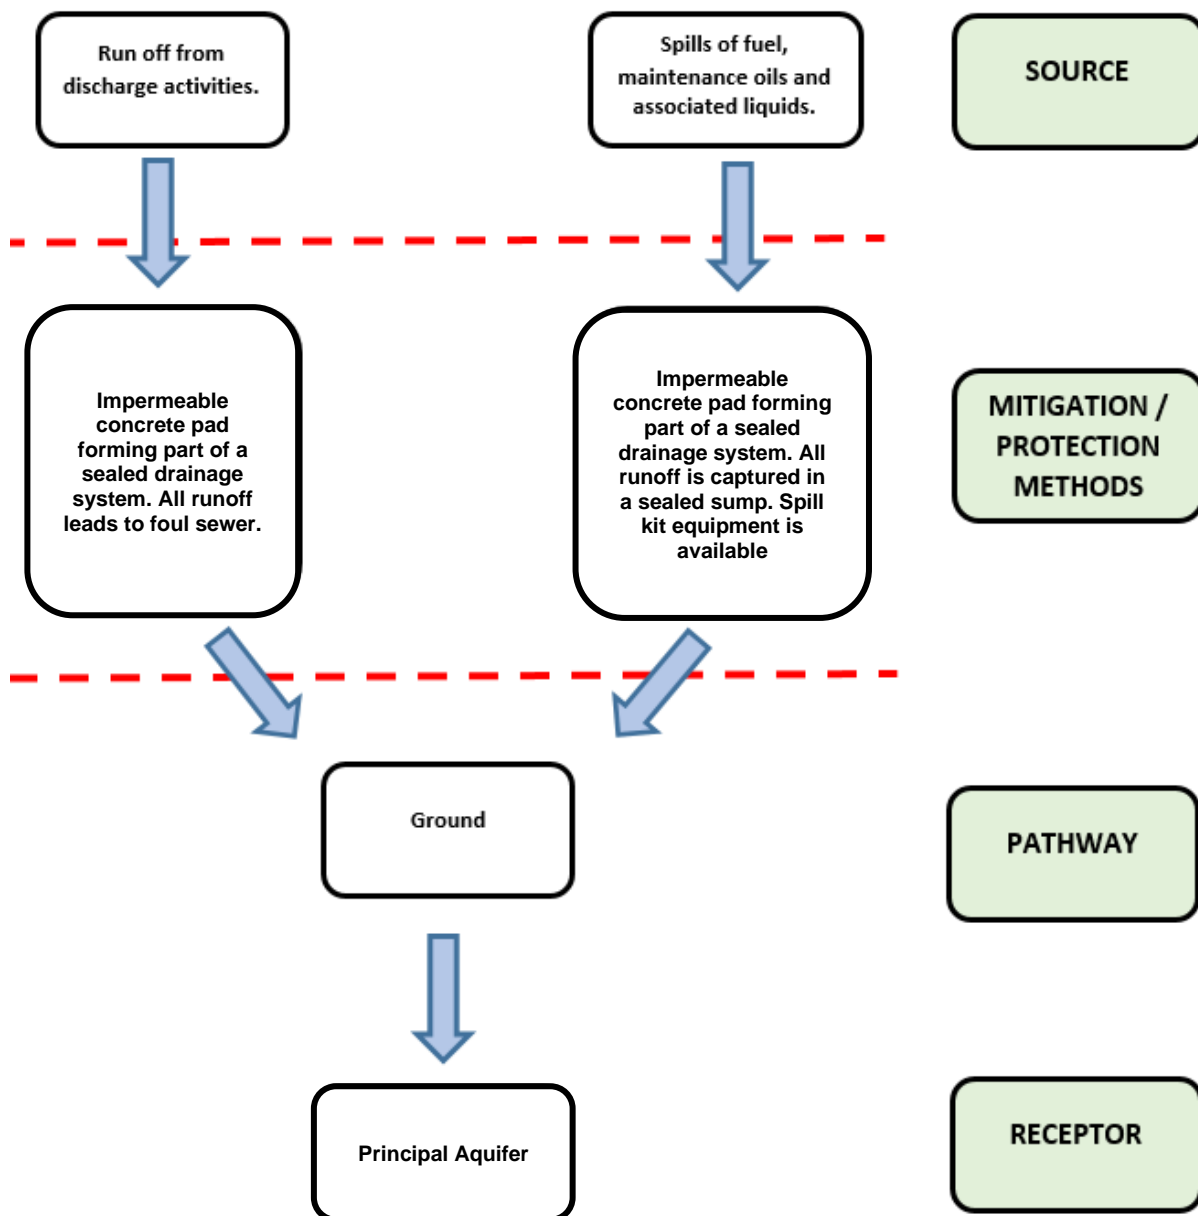 Run off from
discharge activities.
Spills of fuel,
maintenance oils and
associated liquids.
SOURCE
Impermeable
concrete pad
forming part of a
sealed drainage
system. All runoff
leads to foul sewer.
Impermeable
concrete pad forming
part of a sealed
drainage system. All
runoff is captured in
a sealed sump. Spill
kit equipment is
available
MITIGATION /
PROTECTION
METHODS
Ground
PATHWAY
Principal Aquifer
RECEPTOR